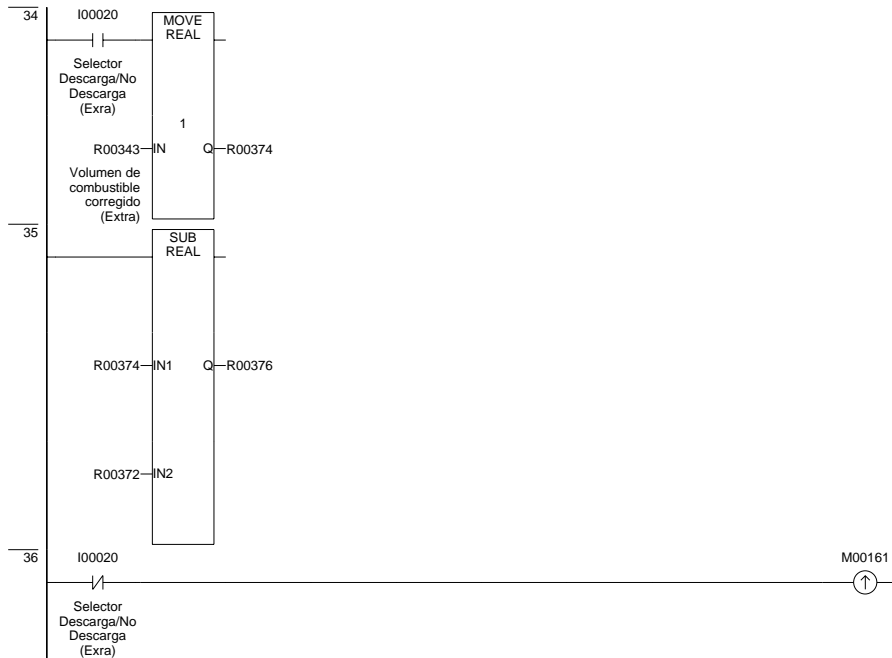 34
I00020
MOVE
REAL
Selector
Descarga/No
Descarga
(Exra)
1
R00343 IN Q R00374
Volumen de
combustible
corregido
(Extra)
35
SUB
REAL
R00374 IN1 Q R00376
R00372 IN2
36
I00020
M00161
Selector
Descarga/No
Descarga
(Exra)